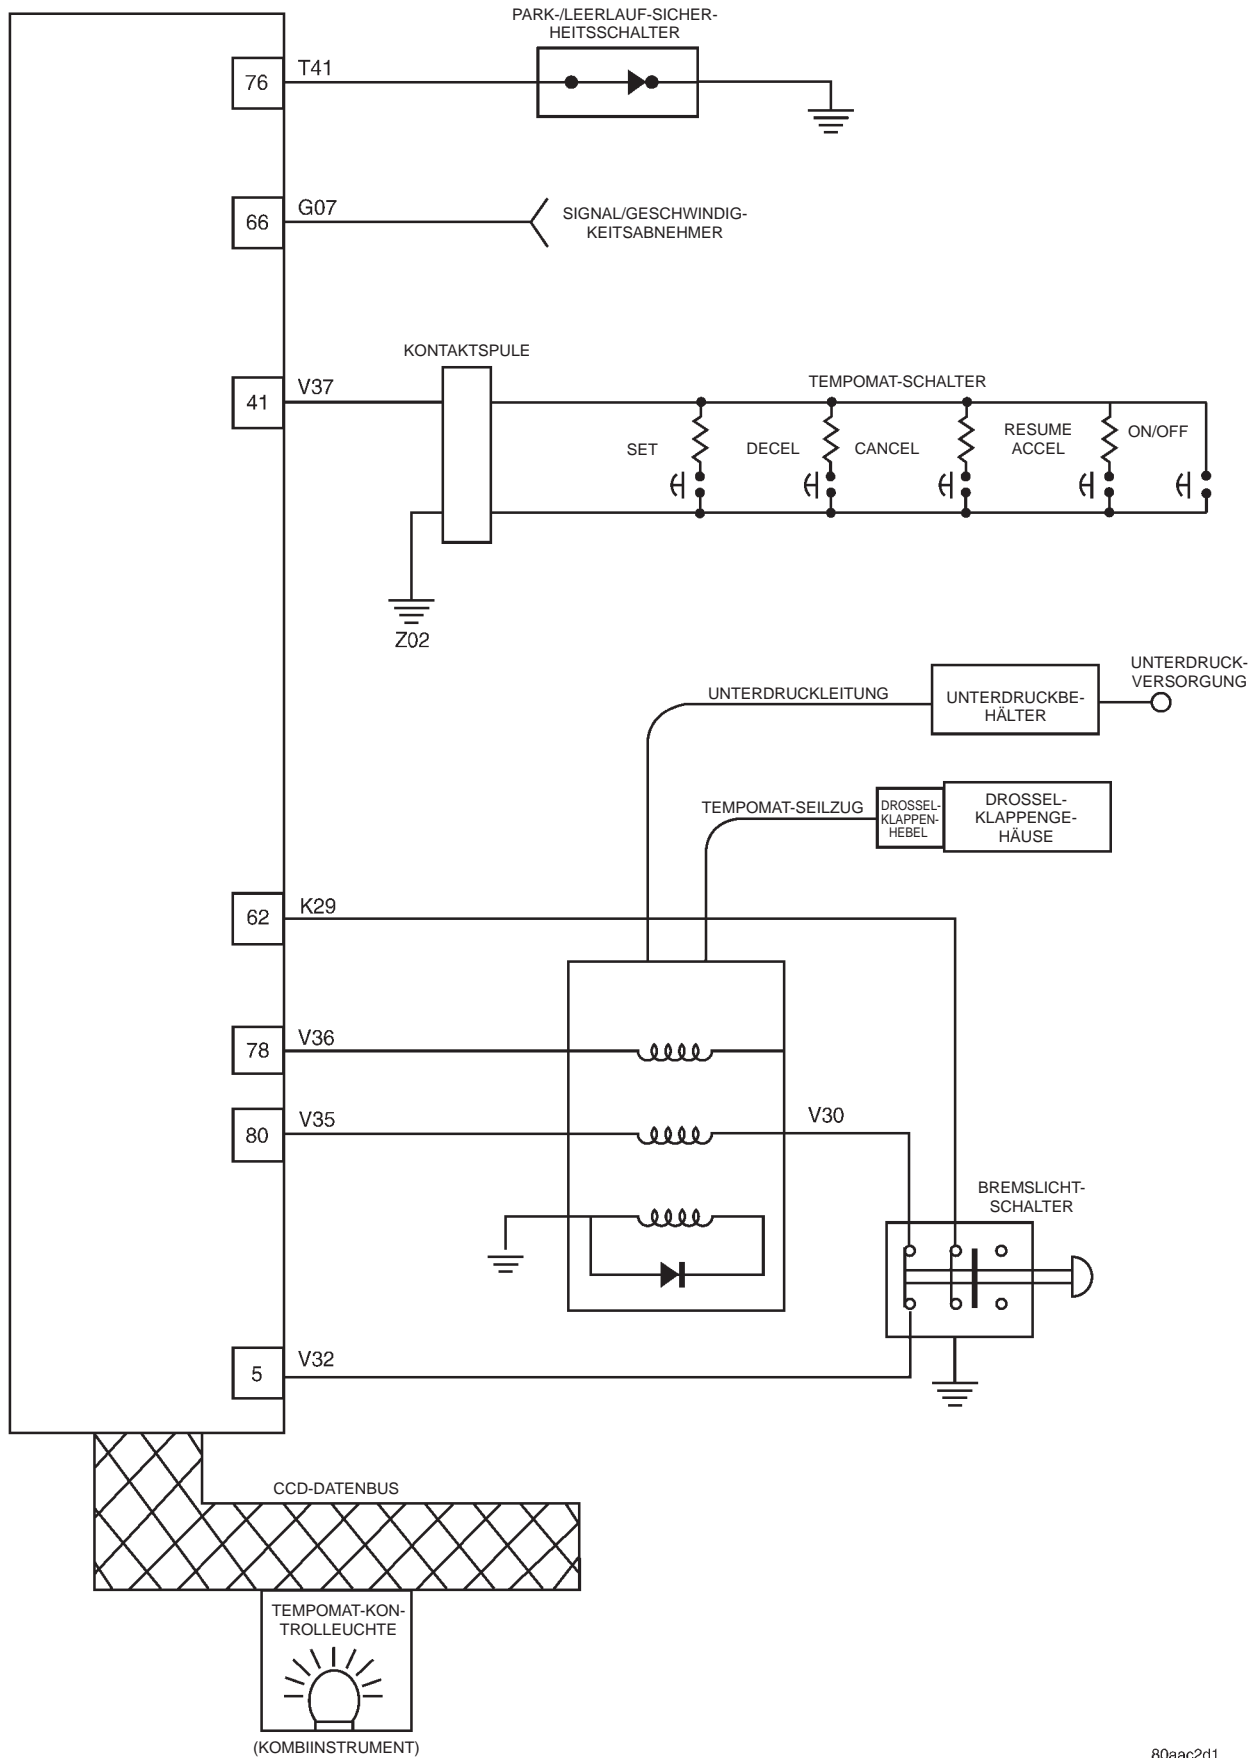 PARK-/LEERLAUF-SICHER-
HEITSSCHALTER
76
T41
66
G07
SIGNAL/GESCHWINDIG-
KEITSABNEHMER
KONTAKTSPULE
41
V37
TEMPOMAT-SCHALTER
SET
DECEL
CANCEL
RESUME
ACCEL
ON/OFF
Z02
UNTERDRUCK-
VERSORGUNG
UNTERDRUCKLEITUNG
UNTERDRUCKBE-
HÄLTER
TEMPOMAT-SEILZUG
DROSSEL-
KLAPPEN-
HEBEL
DROSSEL-
KLAPPENGE-
HÄUSE
62
K29
78
V36
80
V35
V30
BREMSLICHT-
SCHALTER
5
V32
CCD-DATENBUS
TEMPOMAT-KON-
TROLLEUCHTE
(KOMBIINSTRUMENT)
80aac2d1